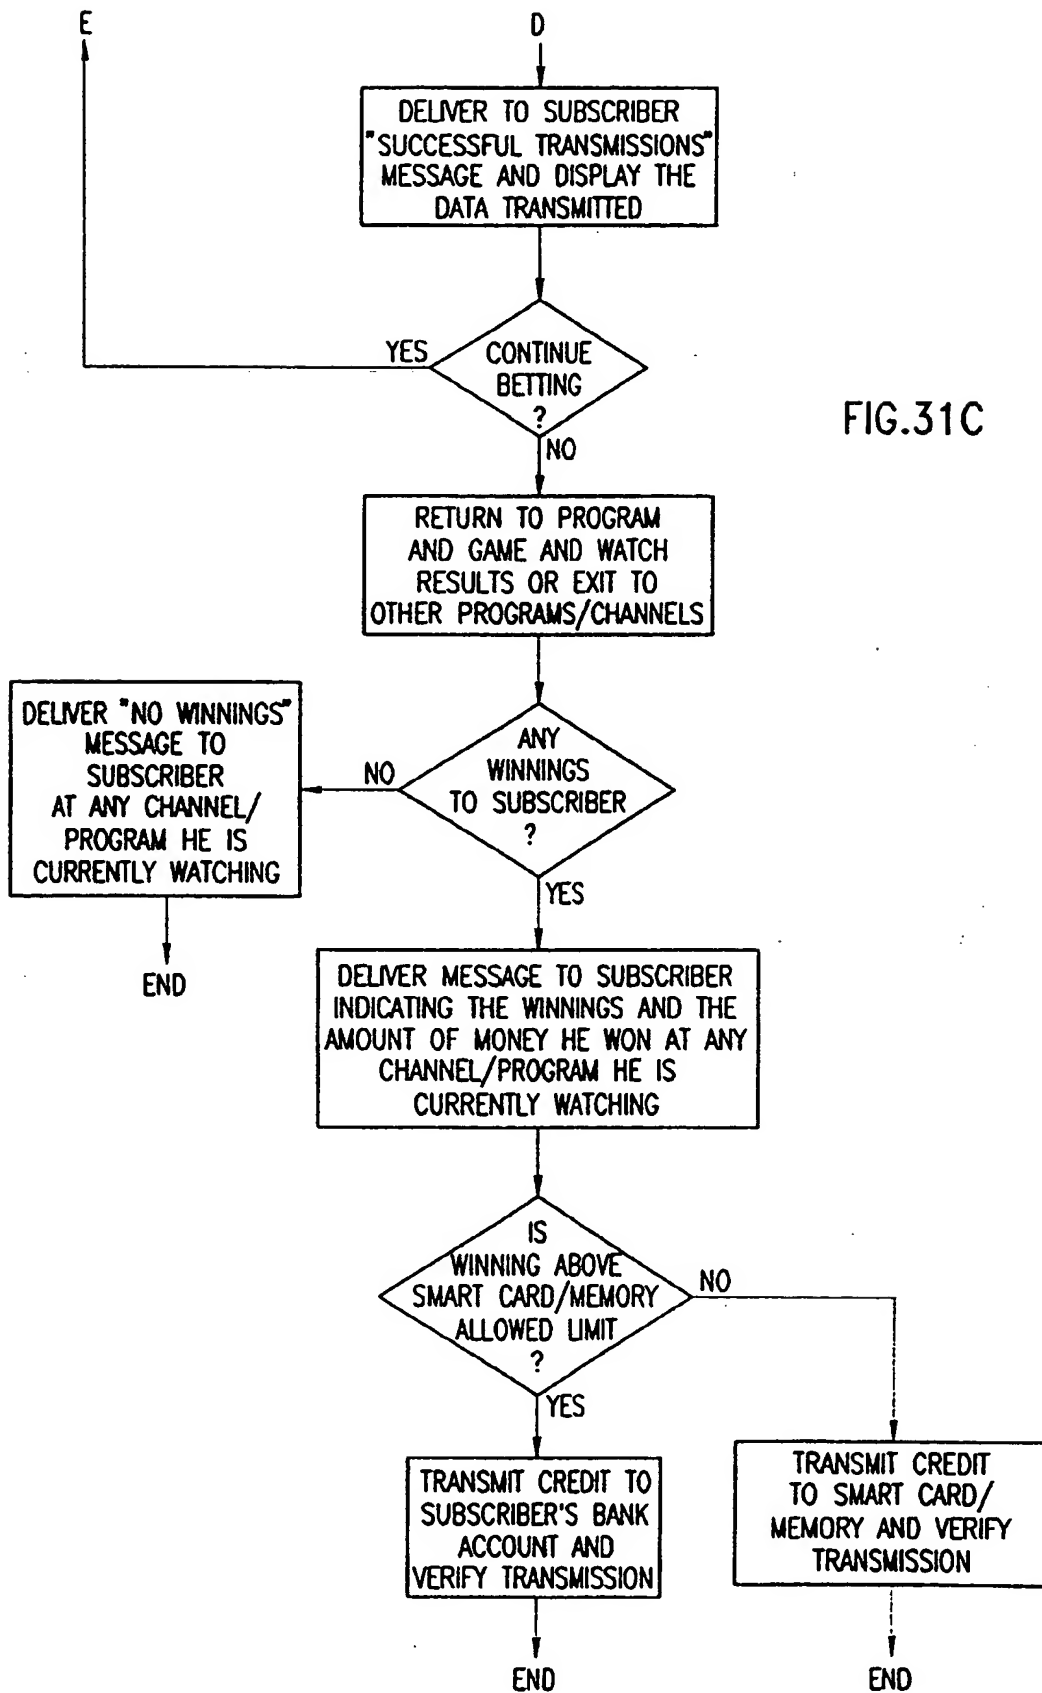 E
D
DELIVER TO SUBSCRIBER
"SUCCESSFUL TRANSMISSIONS"
MESSAGE AND DISPLAY THE
DATA TRANSMITTED
YES
CONTINUE
BETTING
?
NO
FIG.31C
RETURN TO PROGRAM
AND GAME AND WATCH
RESULTS OR EXIT TO
OTHER PROGRAMS/CHANNELS
ANY
WINNINGS
TO SUBSCRIBER
?
NO
DELIVER "NO WINNINGS"
MESSAGE TO
SUBSCRIBER
AT ANY CHANNEL/
PROGRAM HE IS
CURRENTLY WATCHING
END
YES
DELIVER MESSAGE TO SUBSCRIBER
INDICATING THE WINNINGS AND THE
AMOUNT OF MONEY HE WON AT ANY
CHANNEL/PROGRAM HE IS
CURRENTLY WATCHING
IS
WINNING ABOVE
SMART CARD/MEMORY
ALLOWED LIMIT
?
NO
YES
TRANSMIT CREDIT TO
SUBSCRIBER'S BANK
ACCOUNT AND
VERIFY TRANSMISSION
END
TRANSMIT CREDIT
TO SMART CARD/
MEMORY AND VERIFY
TRANSMISSION
END